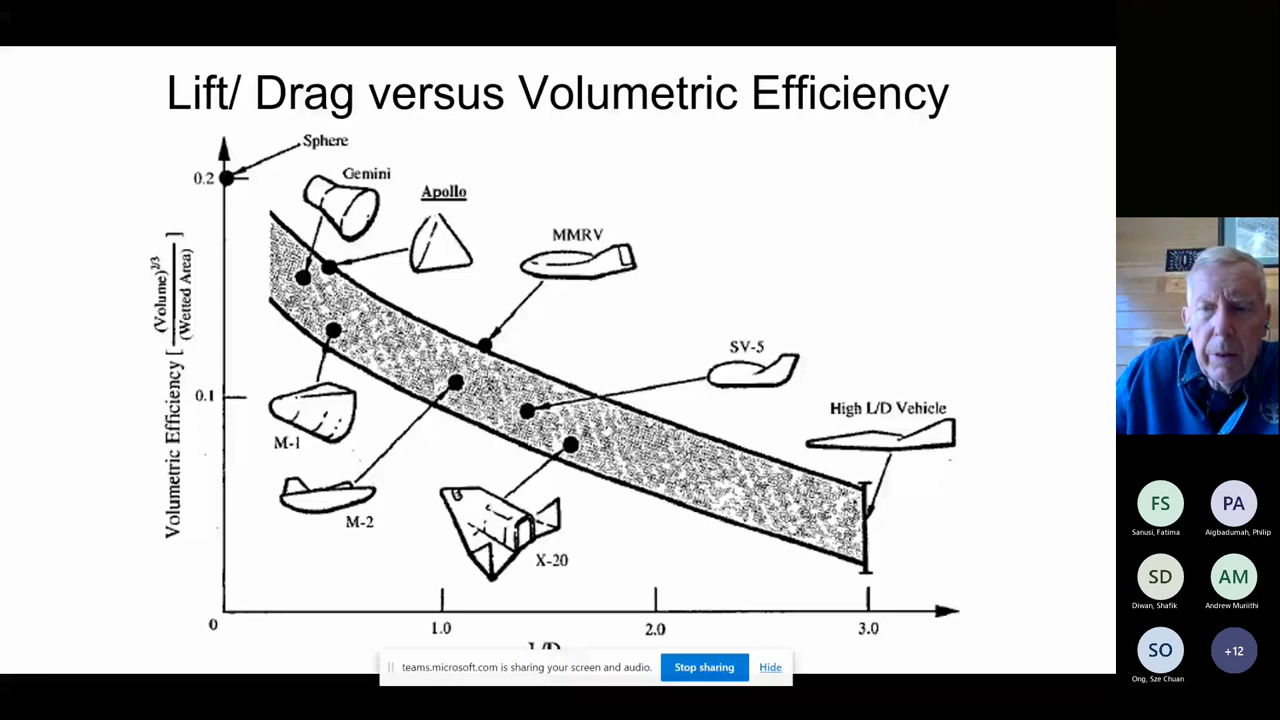 Lift/ Drag versus Volumetric Efficiency
Sphere
0.2
Gemini
Apollo
MMRV
Volumetric Efficiency [ (Volume)2/3 / (Wetted Area) ]
SV-5
0.1
High L/D Vehicle
M-1
M-2
X-20
0
1.0
2.0
3.0
L/D
teams.microsoft.com is sharing your screen and audio.
Stop sharing
Hide
FS
Sanusi, Fatima
PA
Aigbadumah, Philip
SD
Diwan, Shafik
AM
Andrew Muriithi
SO
Ong, Sze Chuan
+12